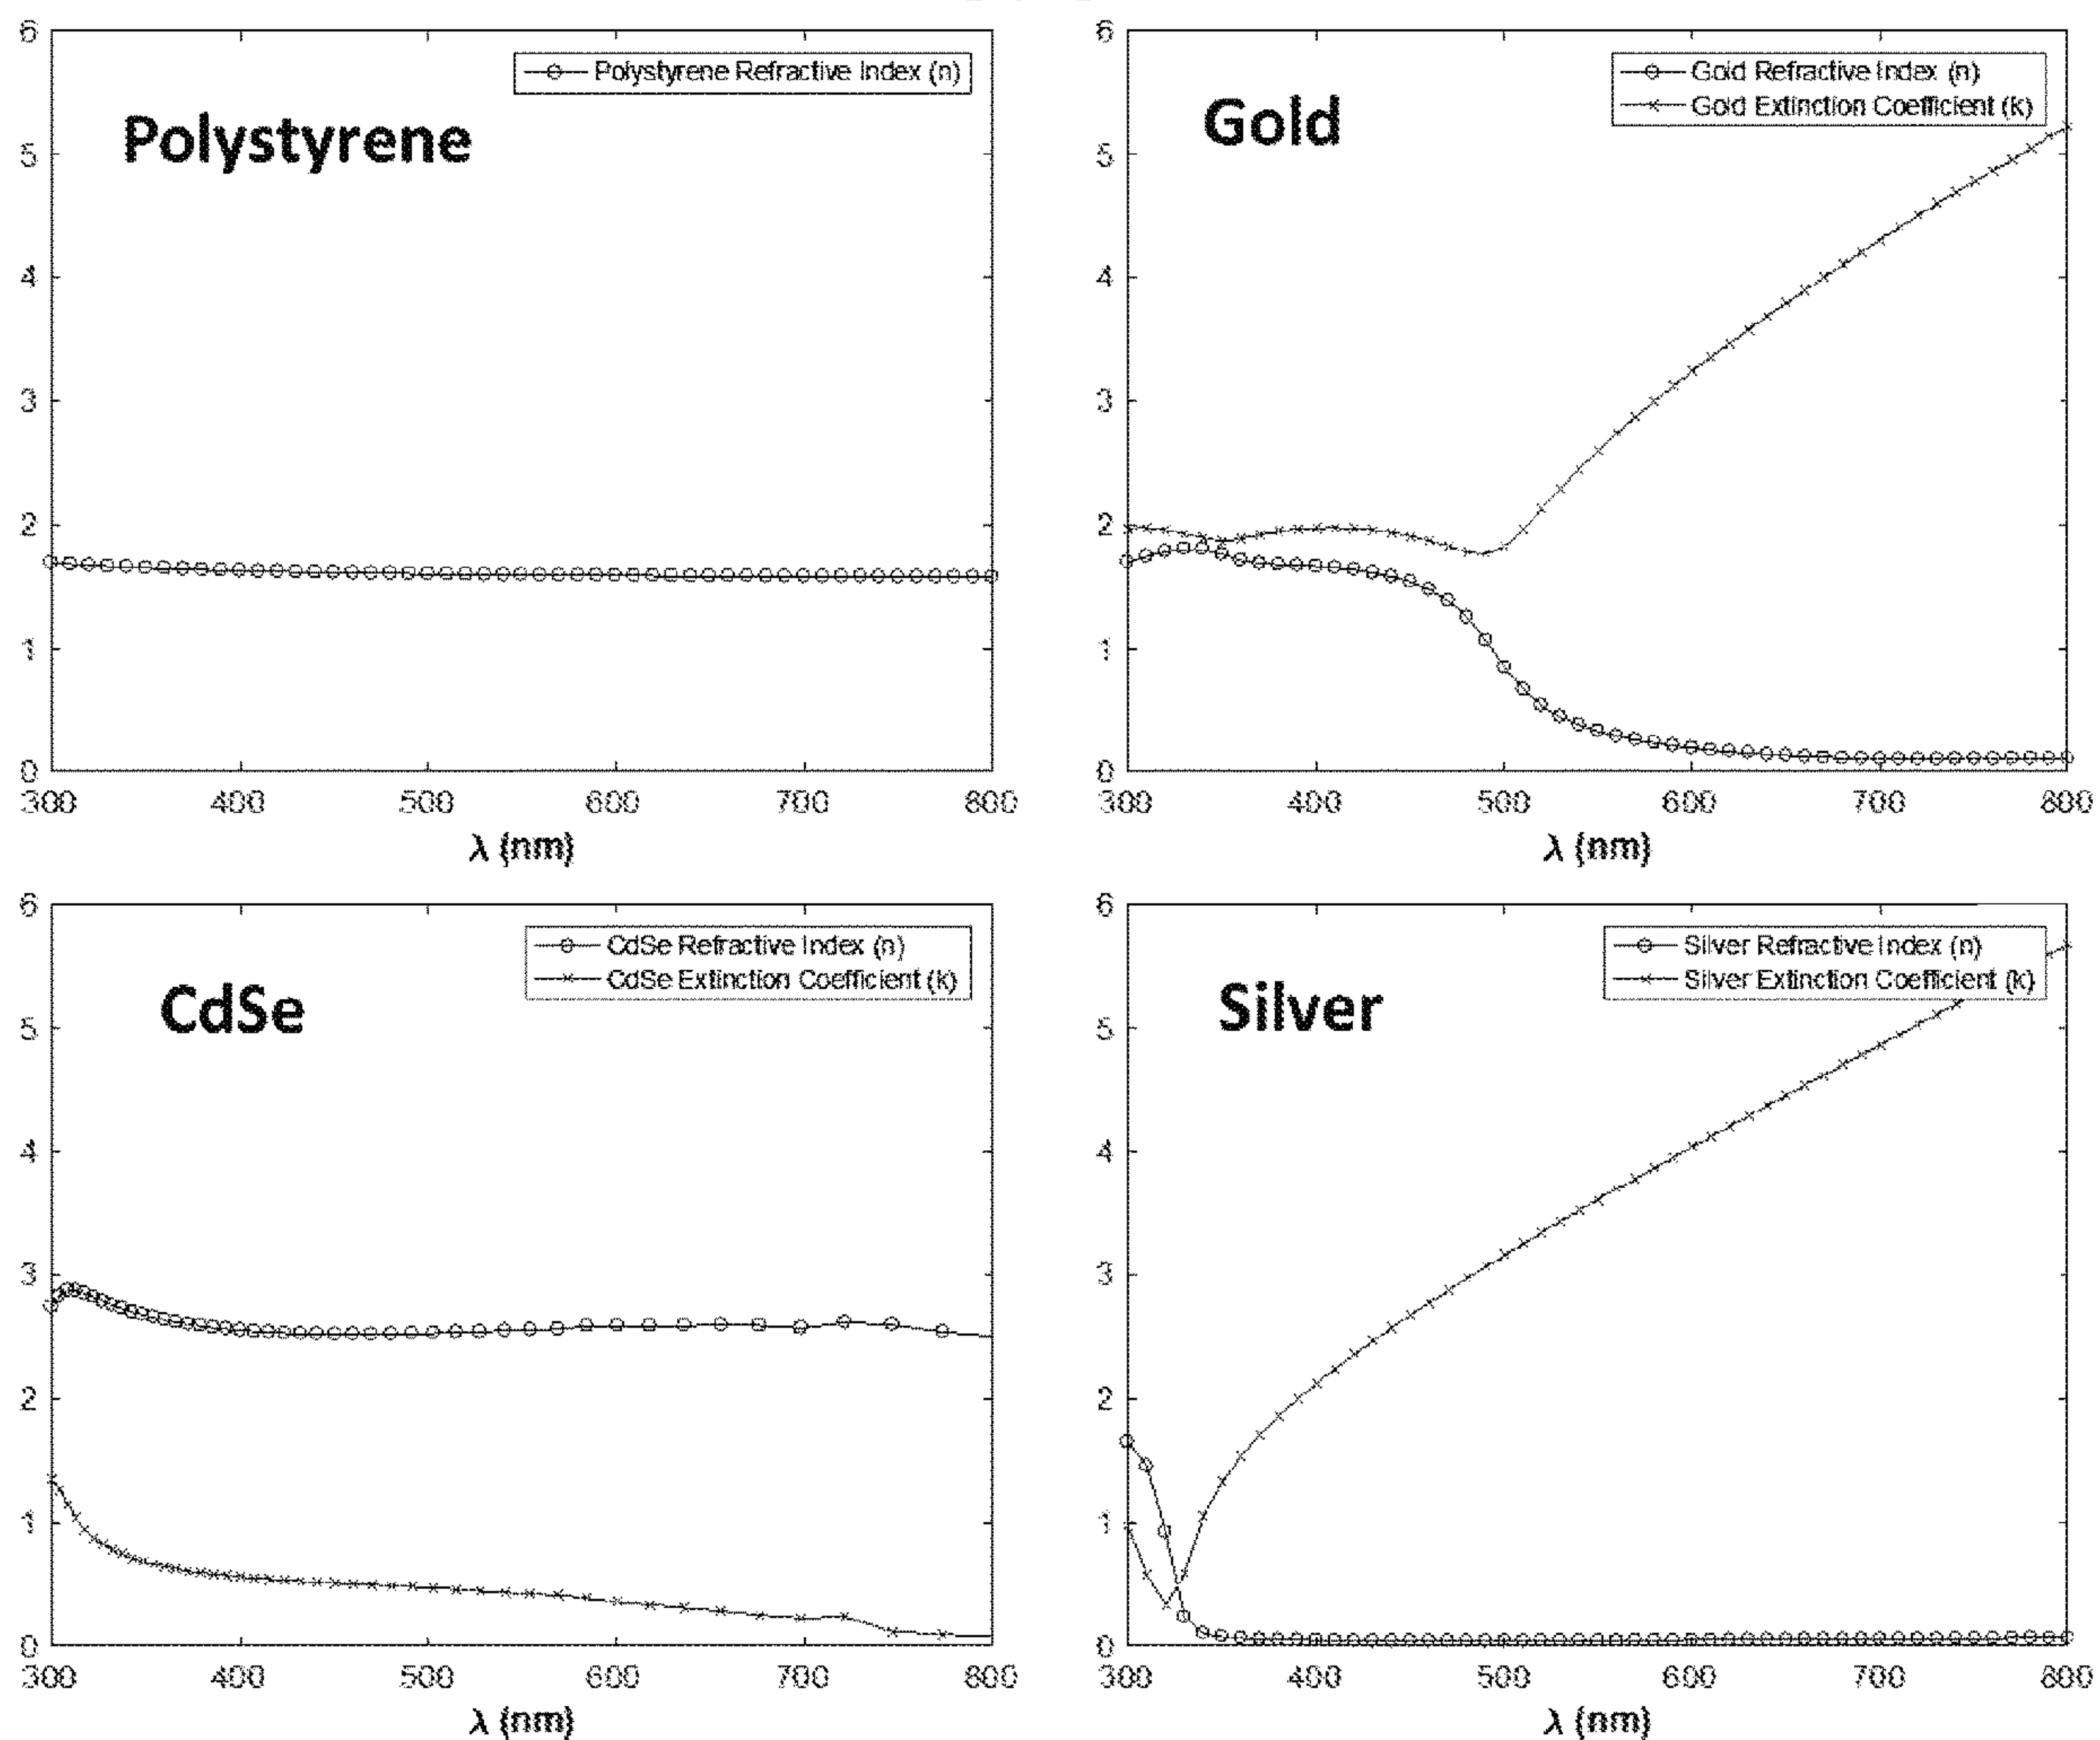 Polystyrene Refractive Index (n)
Polystyrene
6
5
4
3
2
1
0
300 400 500 600 700 800
λ (nm)
Gold Refractive Index (n)
Gold Extinction Coefficient (k)
Gold
6
5
4
3
2
1
0
300 400 500 600 700 800
λ (nm)
CdSe Refractive Index (n)
CdSe Extinction Coefficient (k)
CdSe
6
5
4
3
2
1
0
300 400 500 600 700 800
λ (nm)
Silver Refractive Index (n)
Silver Extinction Coefficient (k)
Silver
6
5
4
3
2
1
0
300 400 500 600 700 800
λ (nm)